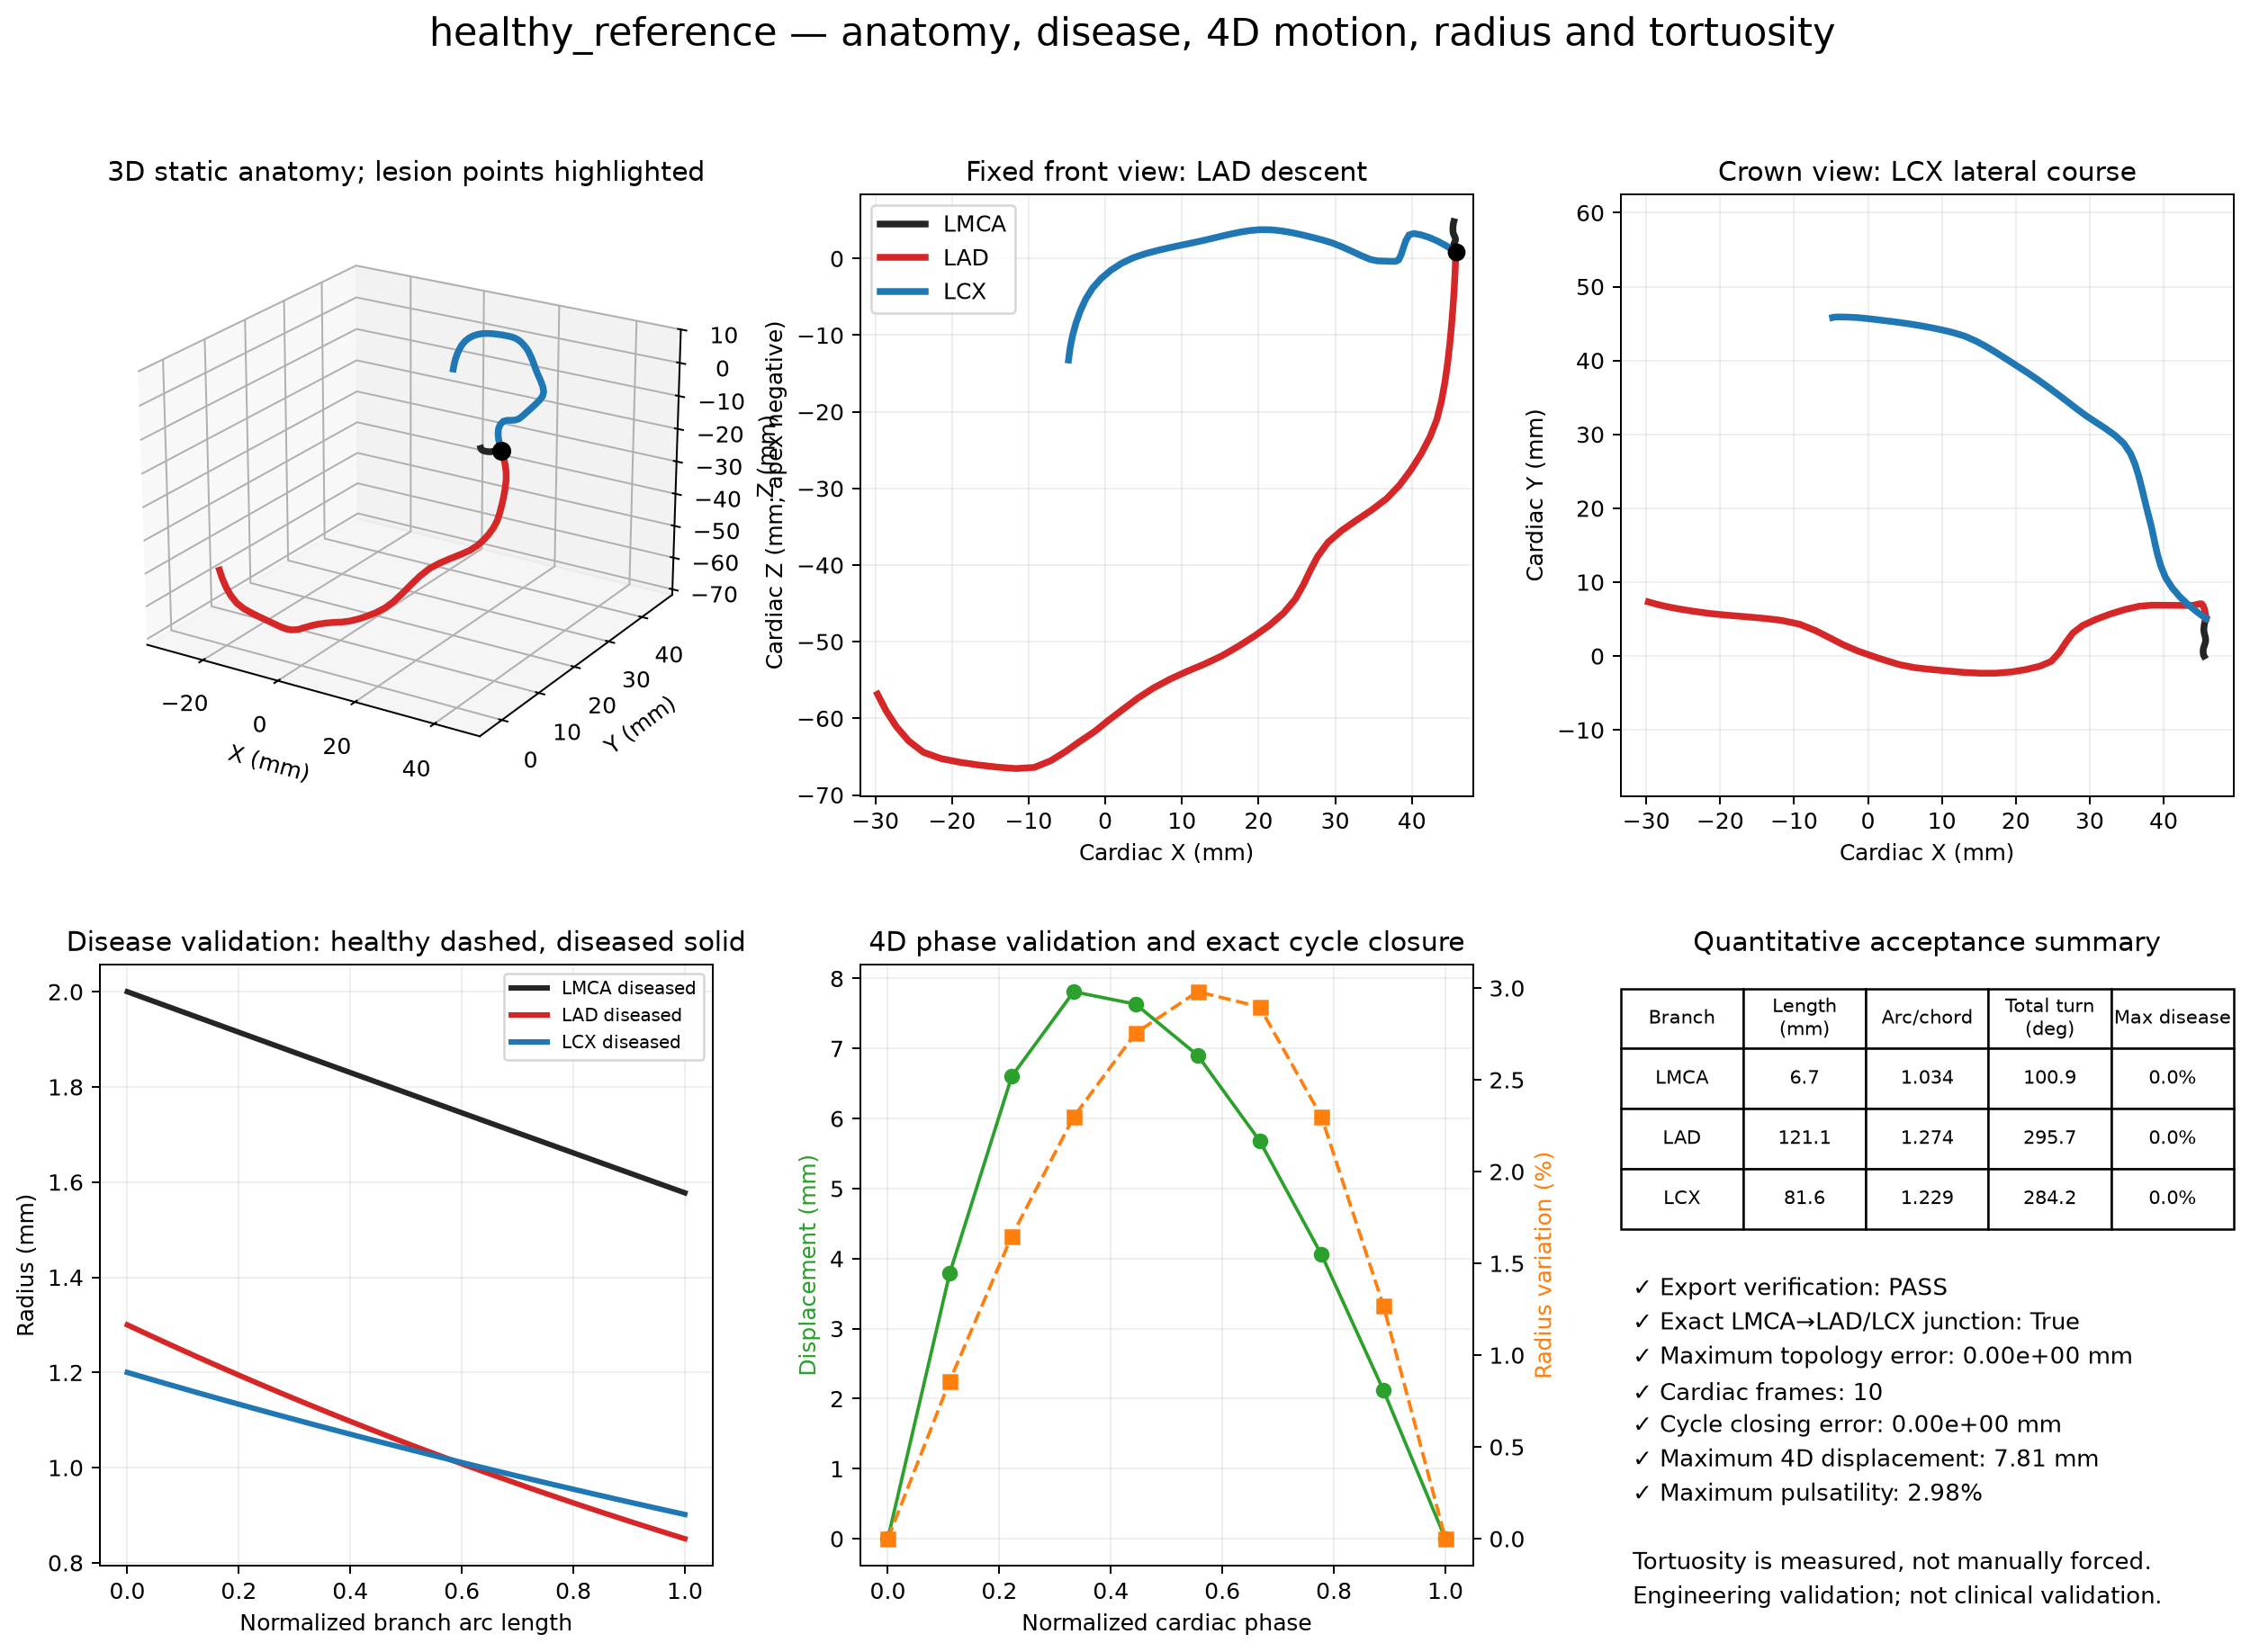 healthy_reference — anatomy, disease, 4D motion, radius and tortuosity
3D static anatomy; lesion points highlighted
10
0
−10
−20
−30
−40
−50
−60
−70
Z (mm)
−20
0
20
40
X (mm)
0
10
20
30
40
Y (mm)
Fixed front view: LAD descent
LMCA
LAD
LCX
0
−10
−20
−30
−40
−50
−60
−70
Cardiac Z (mm; apex negative)
−30 −20 −10 0 10 20 30 40
Cardiac X (mm)
Crown view: LCX lateral course
60
50
40
30
20
10
0
−10
Cardiac Y (mm)
−30 −20 −10 0 10 20 30 40
Cardiac X (mm)
Disease validation: healthy dashed, diseased solid
LMCA diseased
LAD diseased
LCX diseased
2.0
1.8
1.6
1.4
1.2
1.0
0.8
Radius (mm)
0.0 0.2 0.4 0.6 0.8 1.0
Normalized branch arc length
4D phase validation and exact cycle closure
8
7
6
5
4
3
2
1
0
Displacement (mm)
3.0
2.5
2.0
1.5
1.0
0.5
0.0
Radius variation (%)
0.0 0.2 0.4 0.6 0.8 1.0
Normalized cardiac phase
Quantitative acceptance summary
Branch Length (mm) Arc/chord Total turn (deg) Max disease
LMCA 6.7 1.034 100.9 0.0%
LAD 121.1 1.274 295.7 0.0%
LCX 81.6 1.229 284.2 0.0%
✓ Export verification: PASS
✓ Exact LMCA→LAD/LCX junction: True
✓ Maximum topology error: 0.00e+00 mm
✓ Cardiac frames: 10
✓ Cycle closing error: 0.00e+00 mm
✓ Maximum 4D displacement: 7.81 mm
✓ Maximum pulsatility: 2.98%
Tortuosity is measured, not manually forced.
Engineering validation; not clinical validation.